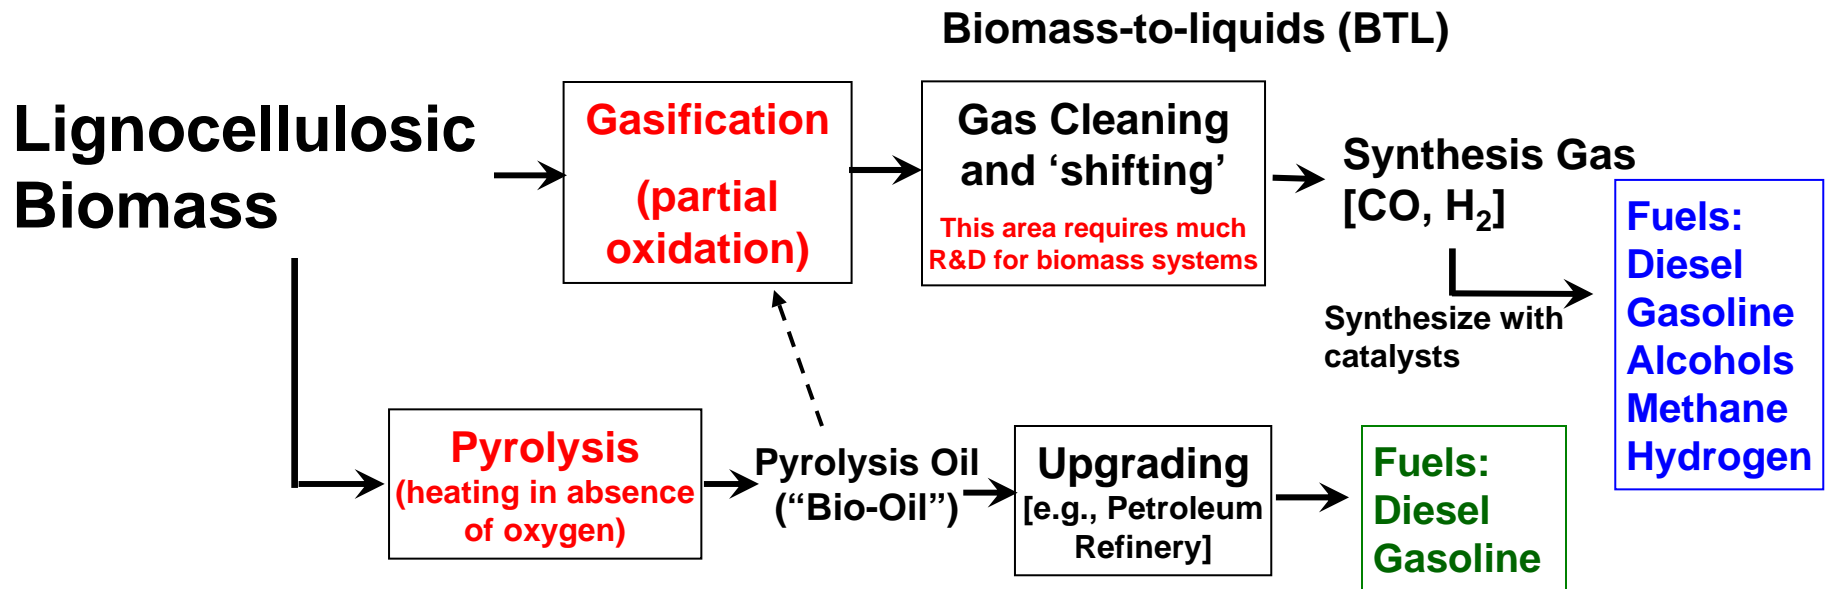 Biomass-to-liquids (BTL)
Lignocellulosic
Biomass
Gasification
(partial
oxidation)
Gas Cleaning
and ‘shifting’
This area requires much
R&D for biomass systems
Synthesis Gas
[CO, H₂]
Synthesize with
catalysts
Fuels:
Diesel
Gasoline
Alcohols
Methane
Hydrogen
Pyrolysis
(heating in absence
of oxygen)
Pyrolysis Oil
(“Bio-Oil”)
Upgrading
[e.g., Petroleum
Refinery]
Fuels:
Diesel
Gasoline